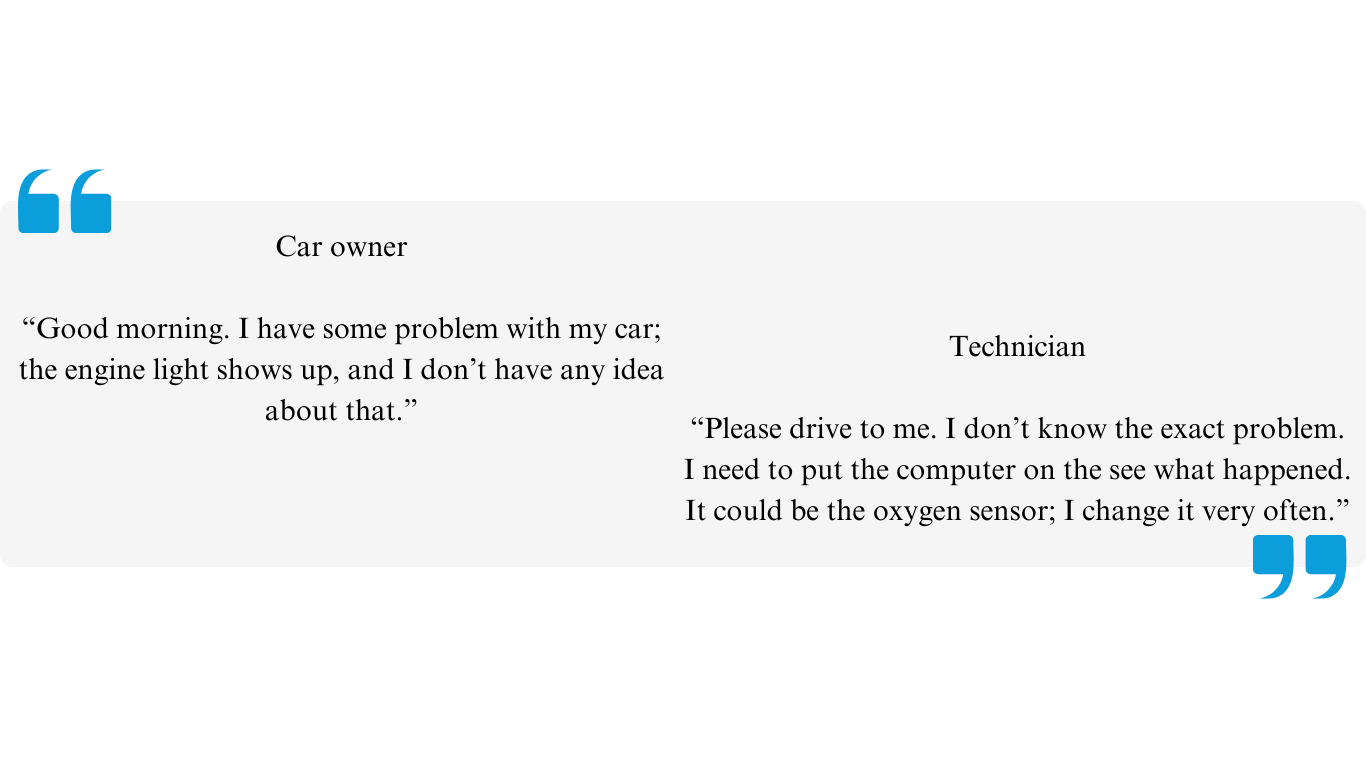 Car owner
“Good morning. I have some problem with my car;
the engine light shows up, and I don’t have any idea
about that.”
Technician
“Please drive to me. I don’t know the exact problem.
I need to put the computer on the see what happened.
It could be the oxygen sensor; I change it very often.”